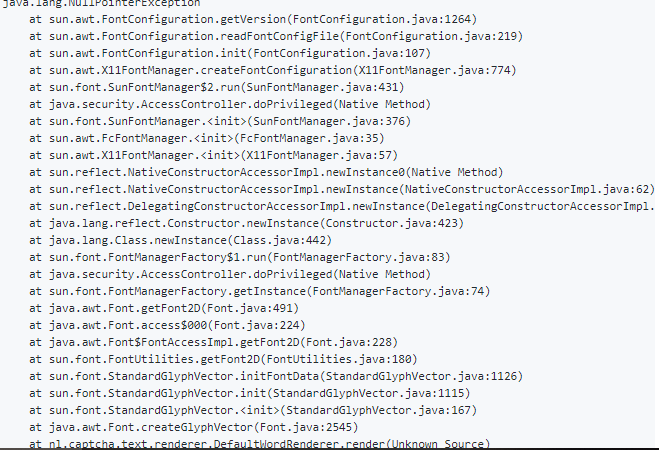 java.lang.NullPointerException
at sun.awt.FontConfiguration.getVersion(FontConfiguration.java:1264)
at sun.awt.FontConfiguration.readFontConfigFile(FontConfiguration.java:219)
at sun.awt.FontConfiguration.init(FontConfiguration.java:107)
at sun.awt.X11FontManager.createFontConfiguration(X11FontManager.java:774)
at sun.font.SunFontManager$2.run(SunFontManager.java:431)
at java.security.AccessController.doPrivileged(Native Method)
at sun.font.SunFontManager.<init>(SunFontManager.java:376)
at sun.awt.FcFontManager.<init>(FcFontManager.java:35)
at sun.awt.X11FontManager.<init>(X11FontManager.java:57)
at sun.reflect.NativeConstructorAccessorImpl.newInstance0(Native Method)
at sun.reflect.NativeConstructorAccessorImpl.newInstance(NativeConstructorAccessorImpl.java:62)
at sun.reflect.DelegatingConstructorAccessorImpl.newInstance(DelegatingConstructorAccessorImpl.
at java.lang.reflect.Constructor.newInstance(Constructor.java:423)
at java.lang.Class.newInstance(Class.java:442)
at sun.font.FontManagerFactory$1.run(FontManagerFactory.java:83)
at java.security.AccessController.doPrivileged(Native Method)
at sun.font.FontManagerFactory.getInstance(FontManagerFactory.java:74)
at java.awt.Font.getFont2D(Font.java:491)
at java.awt.Font.access$000(Font.java:224)
at java.awt.Font$FontAccessImpl.getFont2D(Font.java:228)
at sun.font.FontUtilities.getFont2D(FontUtilities.java:180)
at sun.font.StandardGlyphVector.initFontData(StandardGlyphVector.java:1126)
at sun.font.StandardGlyphVector.init(StandardGlyphVector.java:1115)
at sun.font.StandardGlyphVector.<init>(StandardGlyphVector.java:167)
at java.awt.Font.createGlyphVector(Font.java:2545)
at nl.captcha.text.renderer.DefaultWordRenderer.render(Unknown Source)